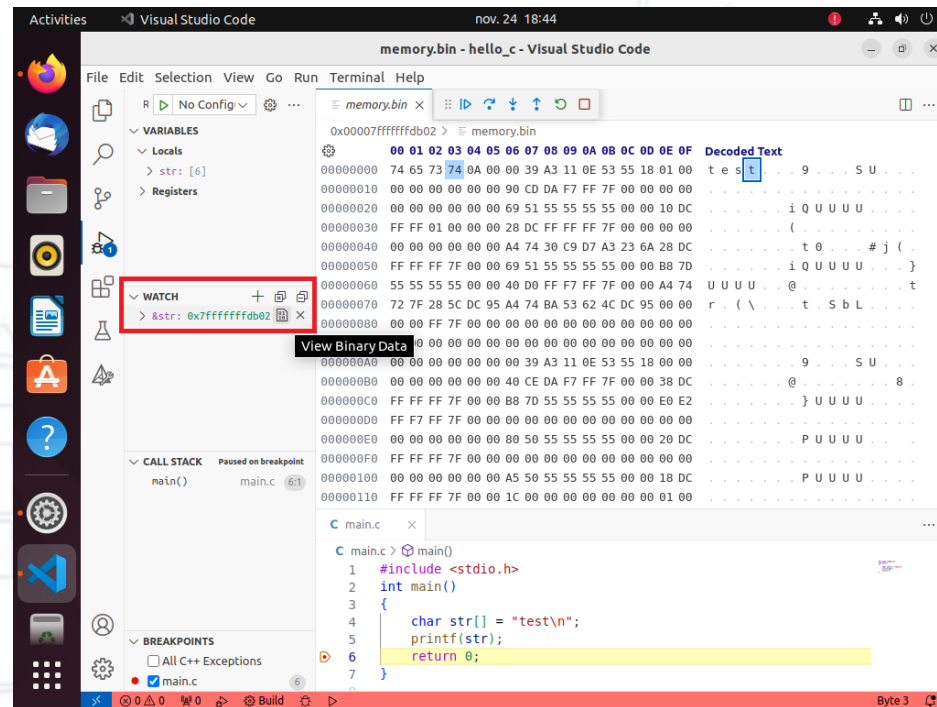 Activities Visual Studio Code nov. 24 18:44
memory.bin - hello_c - Visual Studio Code
File Edit Selection View Go Run Terminal Help
R No Config
VARIABLES
Locals
str: [6]
Registers
WATCH
&str: 0x7fffffffdb02
View Binary Data
CALL STACK Paused on breakpoint
main() main.c 6:1
BREAKPOINTS
All C++ Exceptions
main.c 6
memory.bin
0x00007fffffffdb02 > memory.bin
00 01 02 03 04 05 06 07 08 09 0A 0B 0C 0D 0E 0F Decoded Text
00000000 74 65 73 74 0A 00 00 39 A3 11 0E 53 55 18 01 00 t e s t . . . 9 . . . S U . . .
00000010 00 00 00 00 00 00 90 CD DA F7 FF 7F 00 00 00 00 . . . . . . . . . . . . . . . .
00000020 00 00 00 00 00 00 69 51 55 55 55 55 00 00 10 DC . . . . . . i Q U U U U . . . .
00000030 FF FF 01 00 00 00 28 DC FF FF FF 7F 00 00 00 00 . . . . . . ( . . . . . . . . .
00000040 00 00 00 00 00 00 A4 74 30 C9 D7 A3 23 6A 28 DC . . . . . . . t 0 . . . # j ( .
00000050 FF FF FF 7F 00 00 69 51 55 55 55 55 00 00 B8 7D . . . . . . i Q U U U U . . . }
00000060 55 55 55 55 00 00 40 D0 FF F7 FF 7F 00 00 A4 74 U U U U . . @ . . . . . . . . t
00000070 72 7F 28 5C DC 95 A4 74 BA 53 62 4C DC 95 00 00 r . ( \ . . . t . S b L . . . .
00000080 00 00 FF 7F 00 00 00 00 00 00 00 00 00 00 00 00 . . . . . . . . . . . . . . . .
00 00 00 00 00 00 00 00 00 00 00 . . . . . . . . . . . . . . . .
000000A0 00 00 00 00 00 00 00 39 A3 11 0E 53 55 18 00 00 . . . . . . . 9 . . . S U . . .
000000B0 00 00 00 00 00 00 40 CE DA F7 FF 7F 00 00 38 DC . . . . . . @ . . . . . . . 8 .
000000C0 FF FF FF 7F 00 00 B8 7D 55 55 55 55 00 00 E0 E2 . . . . . . . } U U U U . . . .
000000D0 FF F7 FF 7F 00 00 00 00 00 00 00 00 00 00 00 00 . . . . . . . . . . . . . . . .
000000E0 00 00 00 00 00 00 80 50 55 55 55 55 00 00 20 DC . . . . . . . P U U U U . . .
000000F0 FF FF FF 7F 00 00 00 00 00 00 00 00 00 00 00 00 . . . . . . . . . . . . . . . .
00000100 00 00 00 00 00 00 A5 50 55 55 55 55 00 00 18 DC . . . . . . . P U U U U . . . .
00000110 FF FF FF 7F 00 00 1C 00 00 00 00 00 00 00 01 00 . . . . . . . . . . . . . . . .
C main.c
C main.c > main()
1 #include <stdio.h>
2 int main()
3 {
4 char str[] = "test\n";
5 printf(str);
6 return 0;
7 }
0 0 0 Build Byte 3